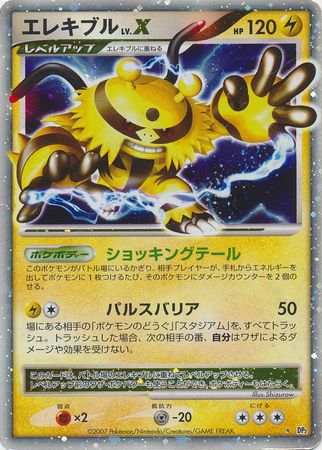 エレキブル LV.X HP 120
レベルアップ エレキブルに重ねる
ポケボディー ショッキングテール
このポケモンがバトル場にいるかぎり、相手プレイヤーが、手札からエネルギーを出してポケモンに1枚つけるたび、そのポケモンにダメージカウンターを2個のせる。
パルスバリア 50
場にある相手の「ポケモンのどうぐ」「スタジアム」を、すべてトラッシュ。トラッシュした場合、次の相手の番、自分はワザによるダメージや効果を受けない。
このカードは、バトル場のエレキブルに重ねてレベルアップさせる。
レベルアップ前のワザ・ポケパワーも使うことができ、ポケボディーもはたらく。
Illus. Shizurow
弱点 抵抗力 にげる
×2 -20
©2007 Pokémon/Nintendo/Creatures/GAME FREAK